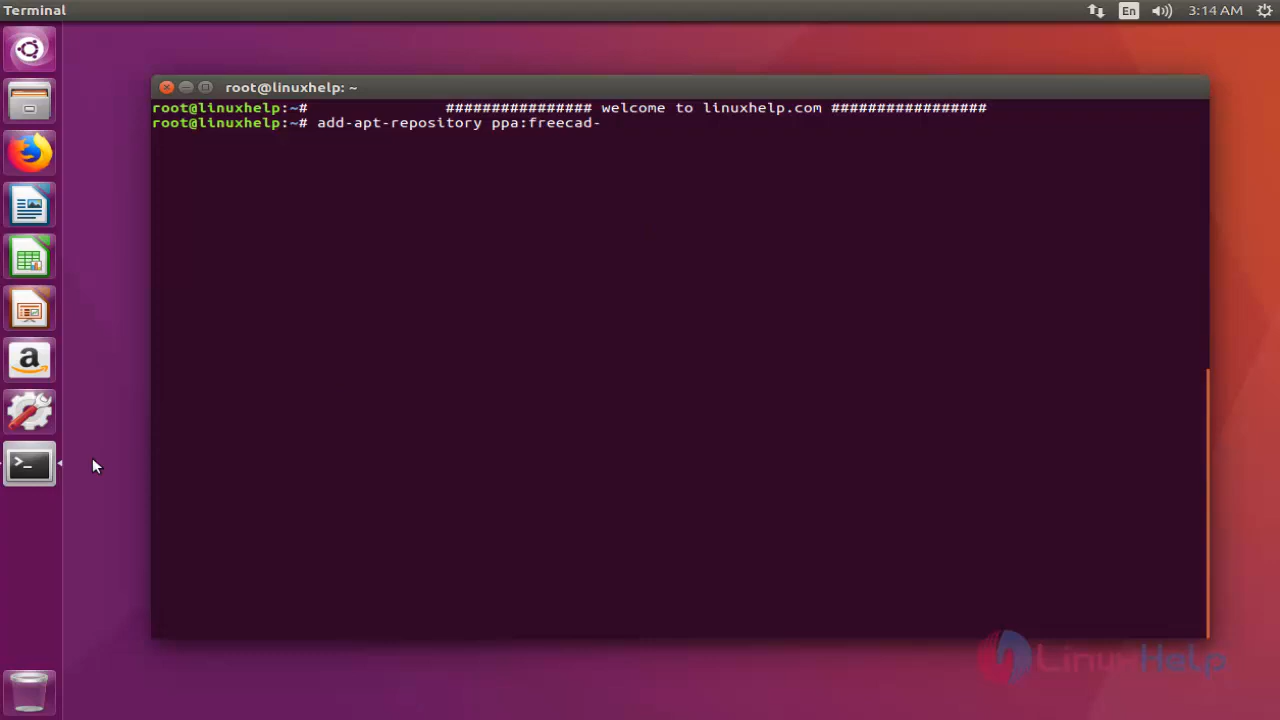 Terminal
En
3:14 AM
root@linuxhelp: ~
root@linuxhelp:~# ################ welcome to linuxhelp.com #################
root@linuxhelp:~# add-apt-repository ppa:freecad-
>_
a
LinuxHelp